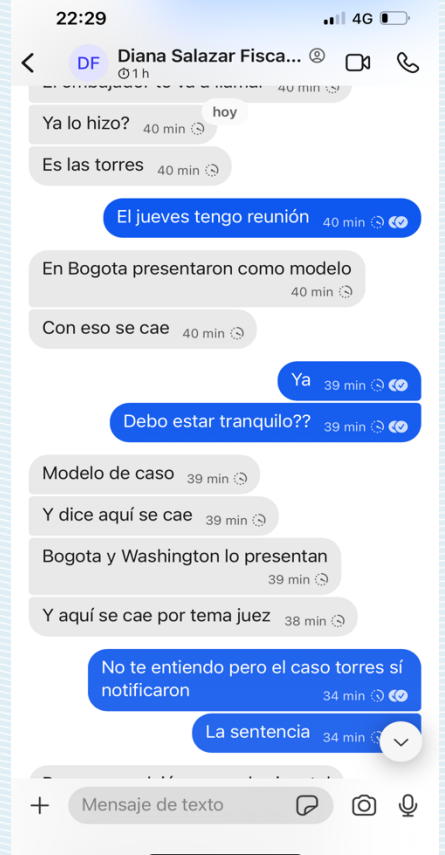 22:29
4G
DF
Diana Salazar Fisca...
1 h
40 min
hoy
Ya lo hizo? 40 min
Es las torres 40 min
El jueves tengo reunión 40 min
En Bogota presentaron como modelo
40 min
Con eso se cae 40 min
Ya 39 min
Debo estar tranquilo?? 39 min
Modelo de caso 39 min
Y dice aquí se cae 39 min
Bogota y Washington lo presentan
39 min
Y aquí se cae por tema juez 38 min
No te entiendo pero el caso torres sí
notificaron 34 min
La sentencia 34 min
Mensaje de texto